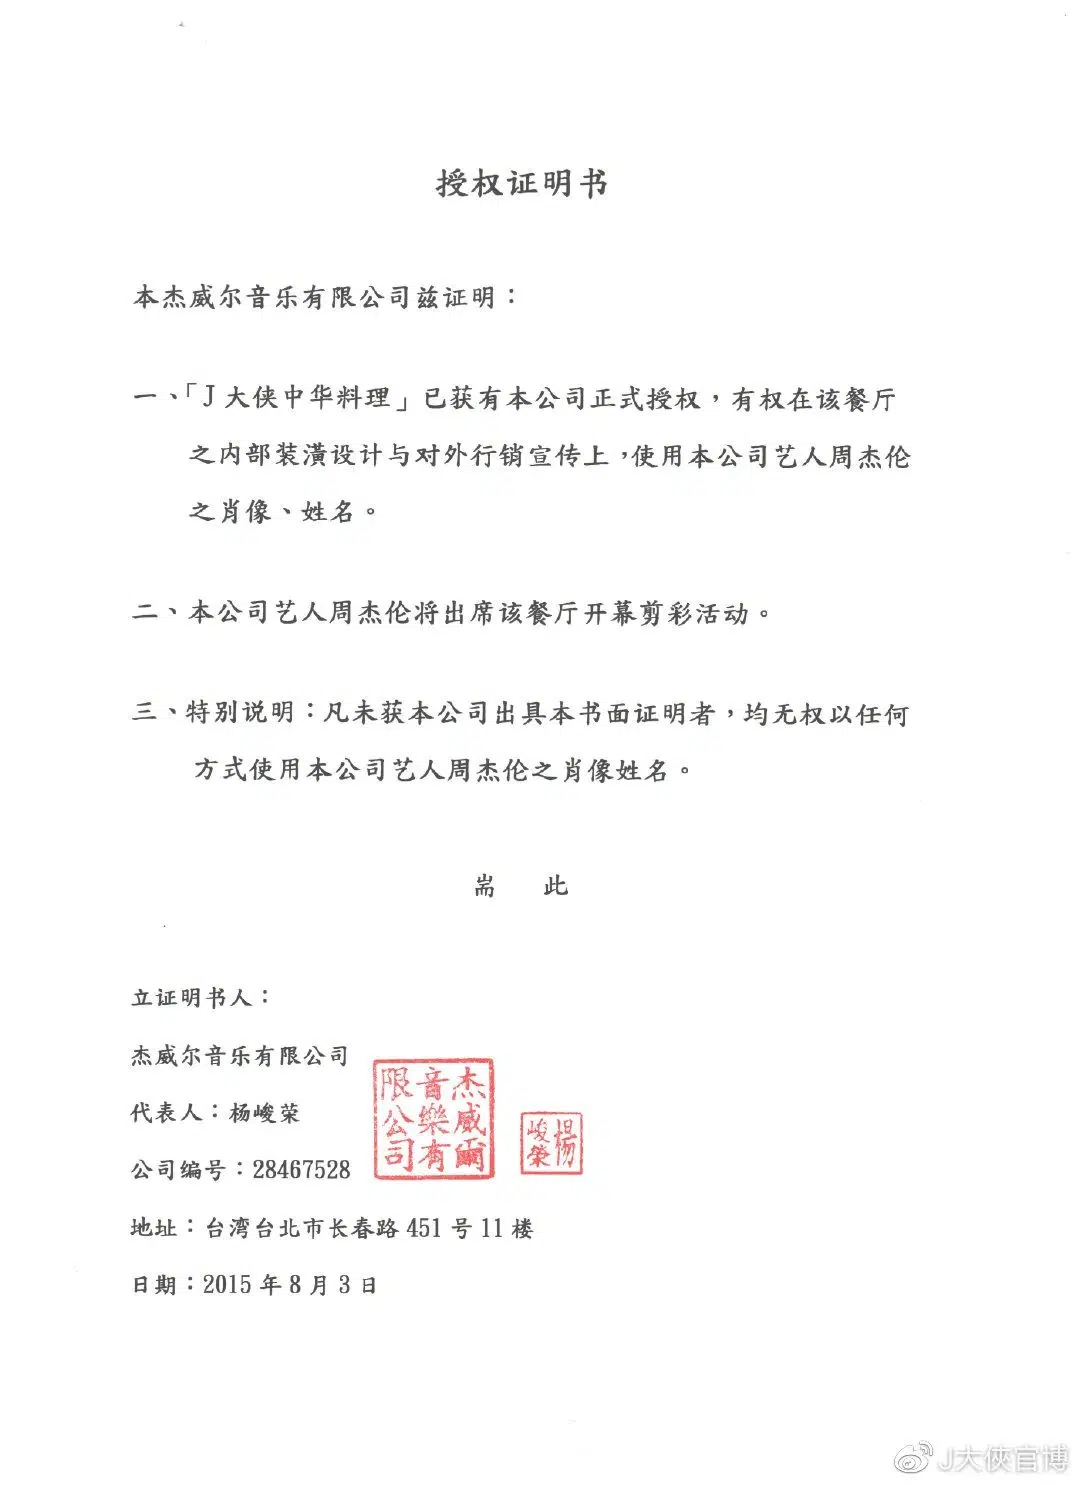 授权证明书
本杰威尔音乐有限公司兹证明：
一、「J大侠中华料理」已获有本公司正式授权，有权在该餐厅
之内部装潢设计与对外行销宣传上，使用本公司艺人周杰伦
之肖像、姓名。
二、本公司艺人周杰伦将出席该餐厅开幕剪彩活动。
三、特别说明：凡未获本公司出具本书面证明者，均无权以任何
方式使用本公司艺人周杰伦之肖像姓名。
耑 此
立证明书人：
杰威尔音乐有限公司
代表人：杨峻荣
公司编号：28467528
地址：台湾台北市长春路 451 号 11 楼
日期：2015 年 8 月 3 日
杰威爾
音樂有
限公司
楊
峻榮
J大俠官博